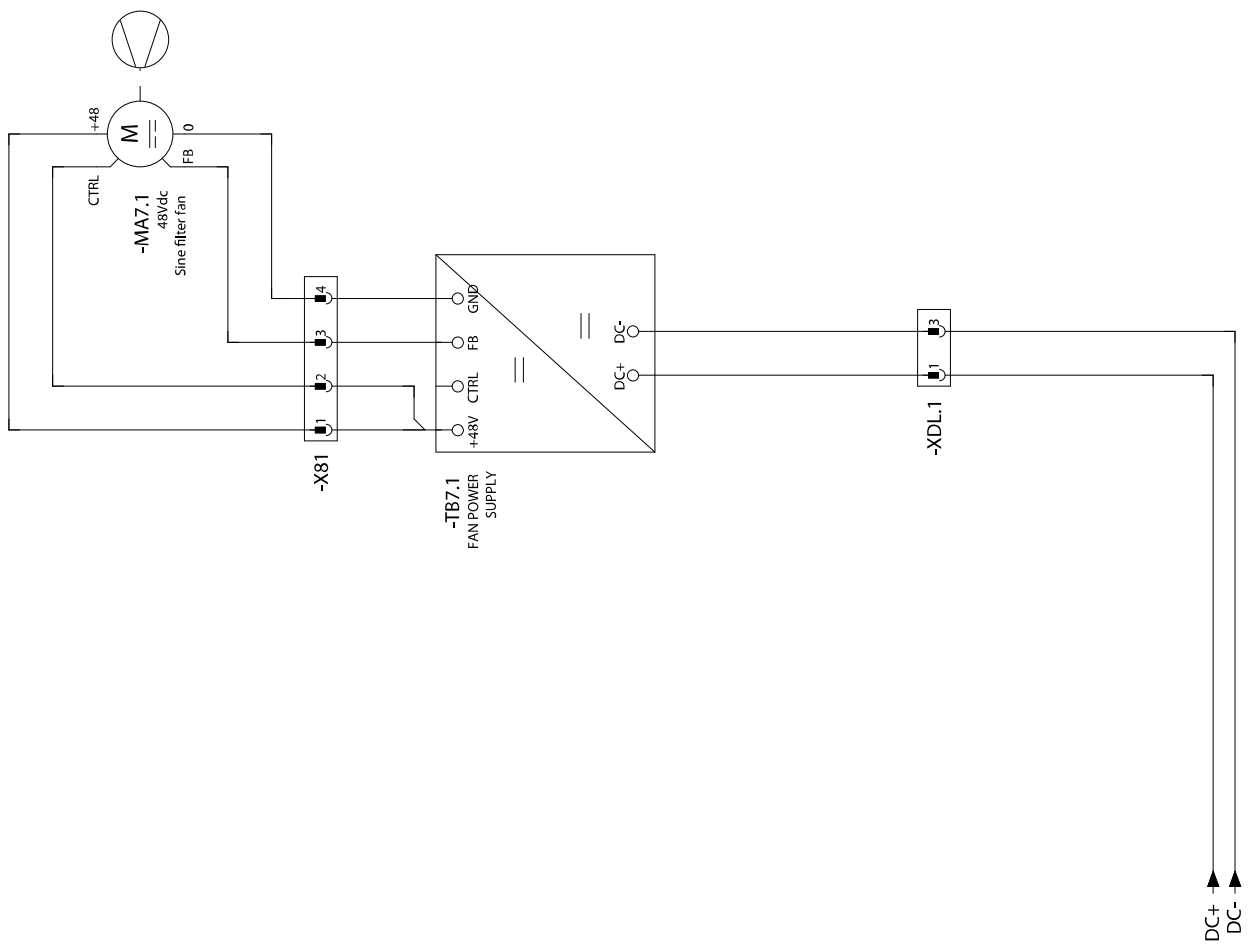 +48
M
0
CTRL
FB
-MA7.1
48Vdc
Sine filter fan
-X81
1
2
3
4
+48V
CTRL
FB
GND
-TB7.1
FAN POWER
SUPPLY
DC+
DC-
-XDL.1
1
3
DC+
DC-